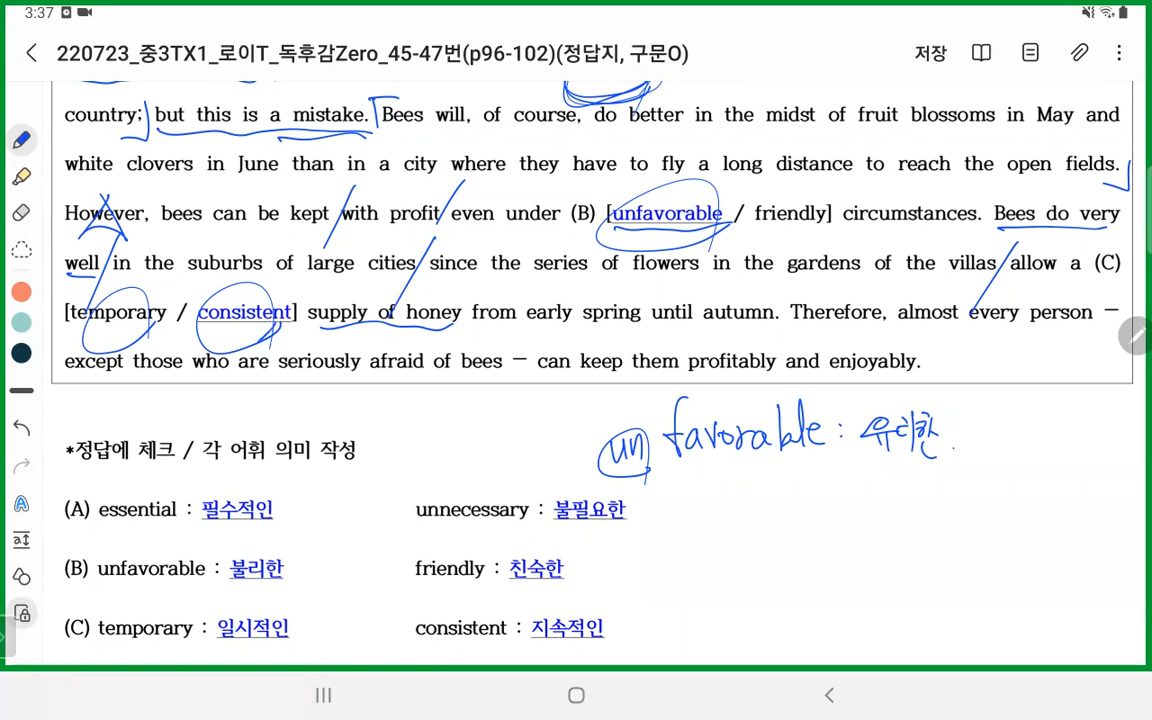 3:37
220723_중3TX1_로이T_독후감Zero_45-47번(p96-102)(정답지, 구문O) 저장
country; but this is a mistake. Bees will, of course, do better in the midst of fruit blossoms in May and
white clovers in June than in a city where they have to fly a long distance to reach the open fields.
However, bees can be kept with profit even under (B) [unfavorable / friendly] circumstances. Bees do very
well in the suburbs of large cities since the series of flowers in the gardens of the villas allow a (C)
[temporary / consistent] supply of honey from early spring until autumn. Therefore, almost every person –
except those who are seriously afraid of bees – can keep them profitably and enjoyably.
un favorable : 유리한
*정답에 체크 / 각 어휘 의미 작성
(A) essential : 필수적인 unnecessary : 불필요한
(B) unfavorable : 불리한 friendly : 친숙한
(C) temporary : 일시적인 consistent : 지속적인